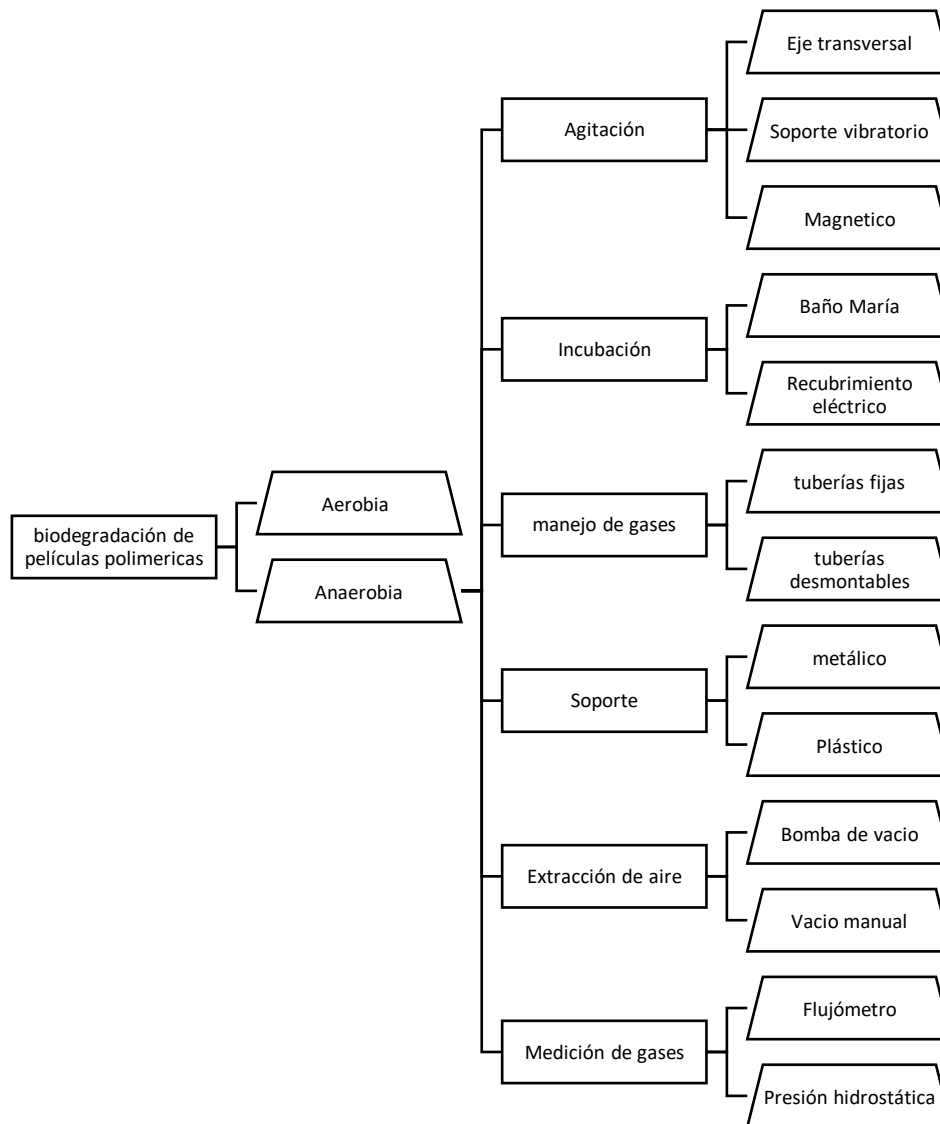 biodegradación de
películas polimericas
Aerobia
Anaerobia
Agitación
Eje transversal
Soporte vibratorio
Magnetico
Incubación
Baño María
Recubrimiento
eléctrico
manejo de gases
tuberías fijas
tuberías
desmontables
Soporte
metálico
Plástico
Extracción de aire
Bomba de vacio
Vacio manual
Medición de gases
Flujómetro
Presión hidrostática